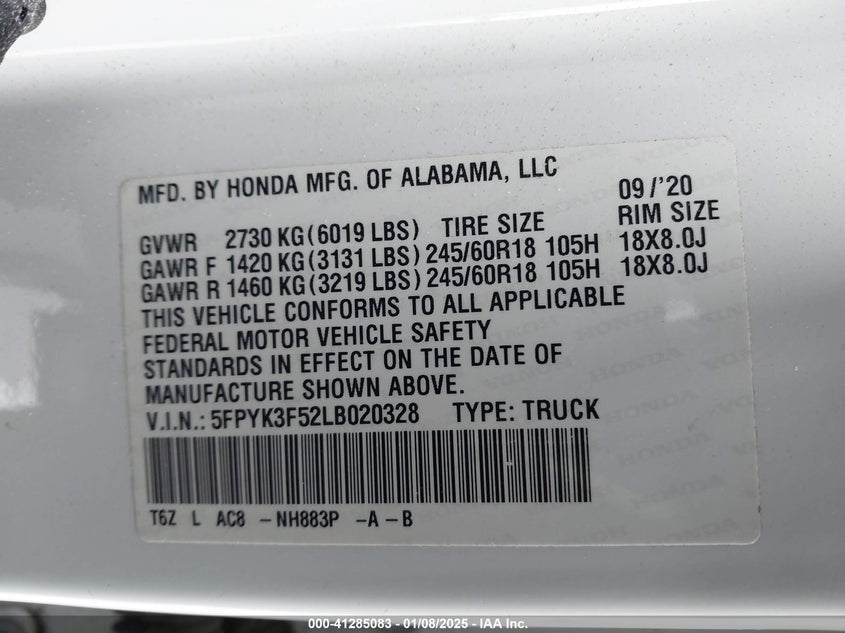 MFD. BY HONDA MFG. OF ALABAMA, LLC 09/'20
GVWR 2730 KG(6019 LBS) TIRE SIZE RIM SIZE
GAWR F 1420 KG(3131 LBS) 245/60R18 105H 18X8.0J
GAWR R 1460 KG(3219 LBS) 245/60R18 105H 18X8.0J
THIS VEHICLE CONFORMS TO ALL APPLICABLE
FEDERAL MOTOR VEHICLE SAFETY
STANDARDS IN EFFECT ON THE DATE OF
MANUFACTURE SHOWN ABOVE.
V.I.N.: 5FPYK3F52LB020328 TYPE: TRUCK
T6Z L AC8 -NH883P -A-B
000-41285083 - 01/08/2025 - IAA Inc.